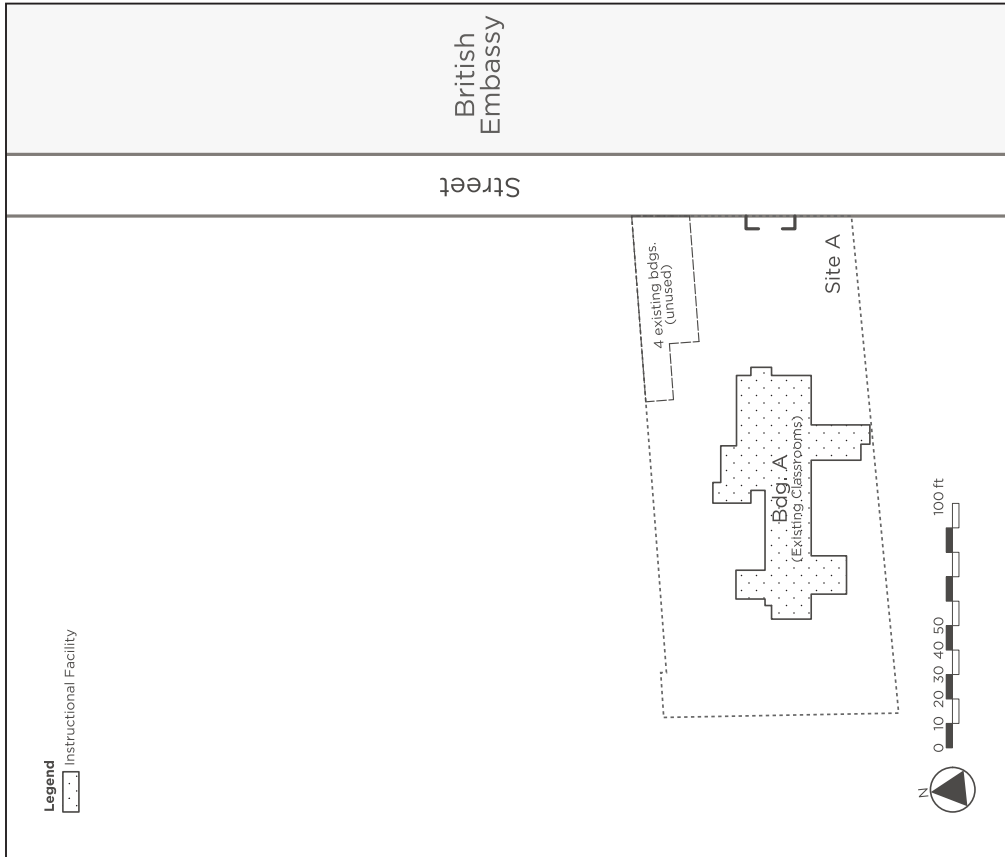 British
Embassy
Street
4 existing bdgs.
(unused)
Site A
Bdg. A
(Existing Classrooms)
Legend
Instructional Facility
0 10 20 30 40 50 100 ft
N